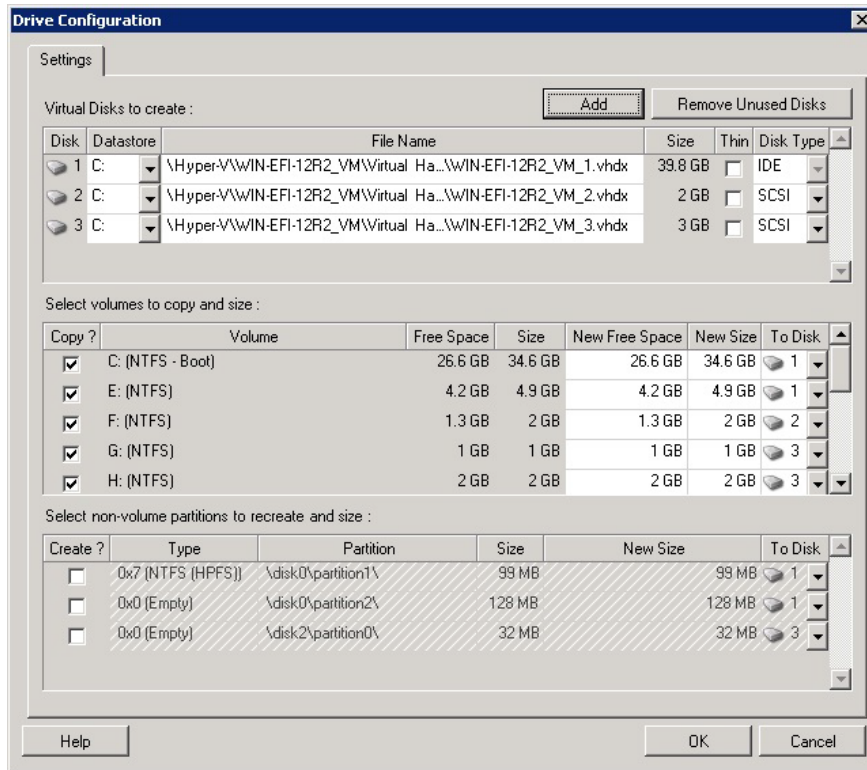 Drive Configuration
Settings
Virtual Disks to create :
Add
Remove Unused Disks
Disk Datastore File Name Size Thin Disk Type
1 C: \Hyper-V\WIN-EFI-12R2_VM\Virtual Ha...\WIN-EFI-12R2_VM_1.vhdx 39.8 GB IDE
2 C: \Hyper-V\WIN-EFI-12R2_VM\Virtual Ha...\WIN-EFI-12R2_VM_2.vhdx 2 GB SCSI
3 C: \Hyper-V\WIN-EFI-12R2_VM\Virtual Ha...\WIN-EFI-12R2_VM_3.vhdx 3 GB SCSI
Select volumes to copy and size :
Copy ? Volume Free Space Size New Free Space New Size To Disk
C: (NTFS - Boot) 26.6 GB 34.6 GB 26.6 GB 34.6 GB 1
E: (NTFS) 4.2 GB 4.9 GB 4.2 GB 4.9 GB 1
F: (NTFS) 1.3 GB 2 GB 1.3 GB 2 GB 2
G: (NTFS) 1 GB 1 GB 1 GB 1 GB 3
H: (NTFS) 2 GB 2 GB 2 GB 2 GB 3
Select non-volume partitions to recreate and size :
Create ? Type Partition Size New Size To Disk
0x7 (NTFS (HPFS)) \disk0\partition1\ 99 MB 99 MB 1
0x0 (Empty) \disk0\partition2\ 128 MB 128 MB 1
0x0 (Empty) \disk2\partition0\ 32 MB 32 MB 3
Help
OK
Cancel